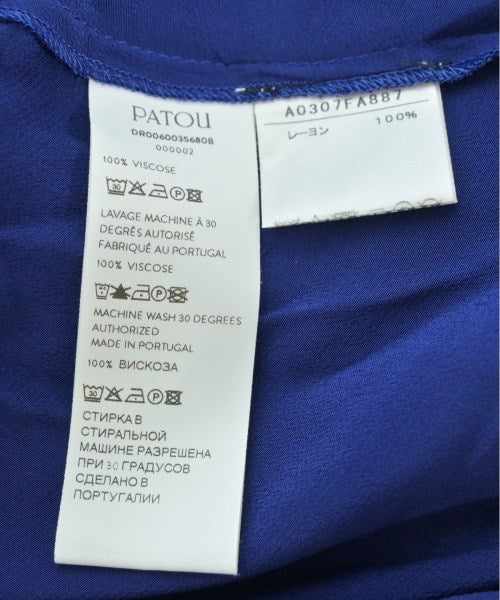 PATOU
DR0060035680B
000002
100% VISCOSE
30 P
LAVAGE MACHINE À 30
DEGRÉS AUTORISÉ
FABRIQUÉ AU PORTUGAL
100% VISCOSE
P
MACHINE WASH 30 DEGREES
AUTHORIZED
MADE IN PORTUGAL
100% ВИСКОЗА
30 P
СТИРКА В
СТИРАЛЬНОЙ
МАШИНЕ РАЗРЕШЕНА
ПРИ 30 ГРАДУСОВ
СДЕЛАНО В
ПОРТУГАЛИИ
A0307FA887
レーヨン 100%